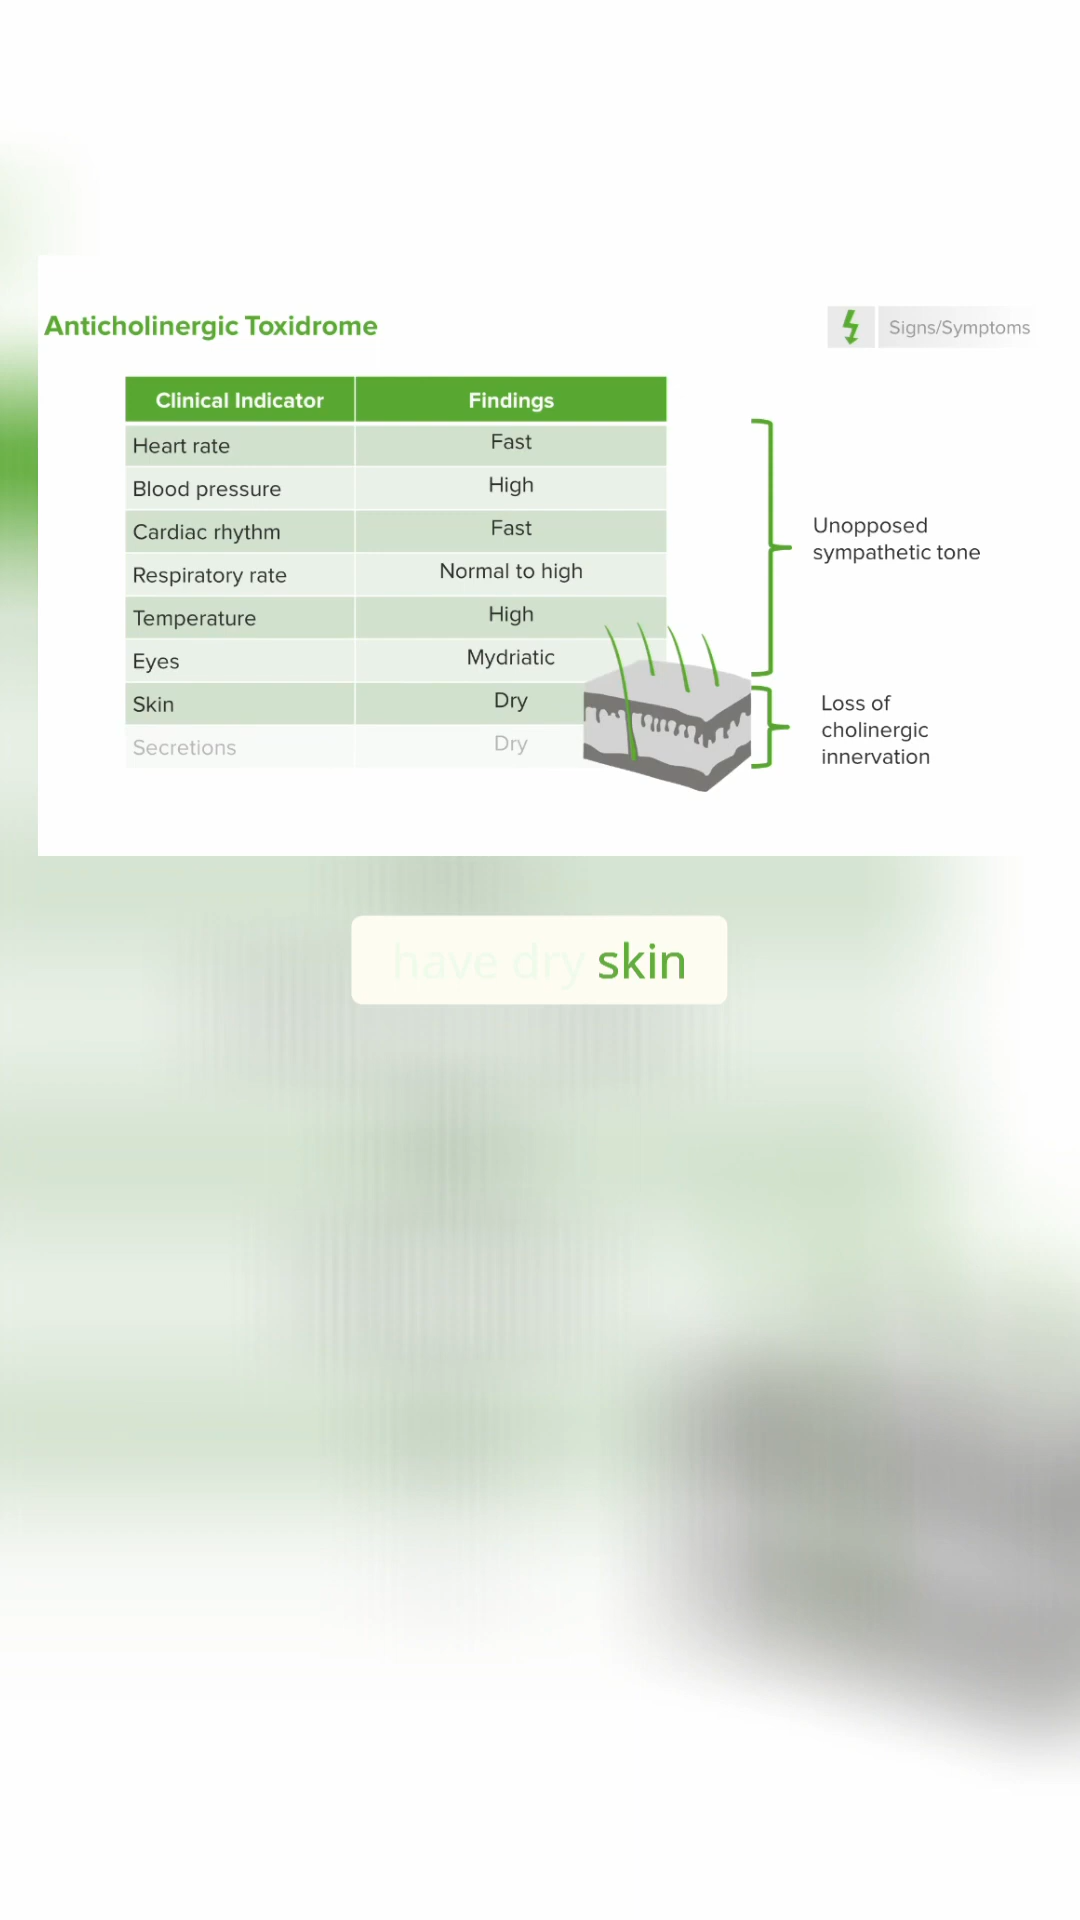 Anticholinergic Toxidrome
Signs/Symptoms
Clinical Indicator Findings
Heart rate Fast
Blood pressure High
Cardiac rhythm Fast
Respiratory rate Normal to high
Temperature High
Eyes Mydriatic
Skin Dry
Secretions Dry
Unopposed
sympathetic tone
Loss of
cholinergic
innervation
have dry skin